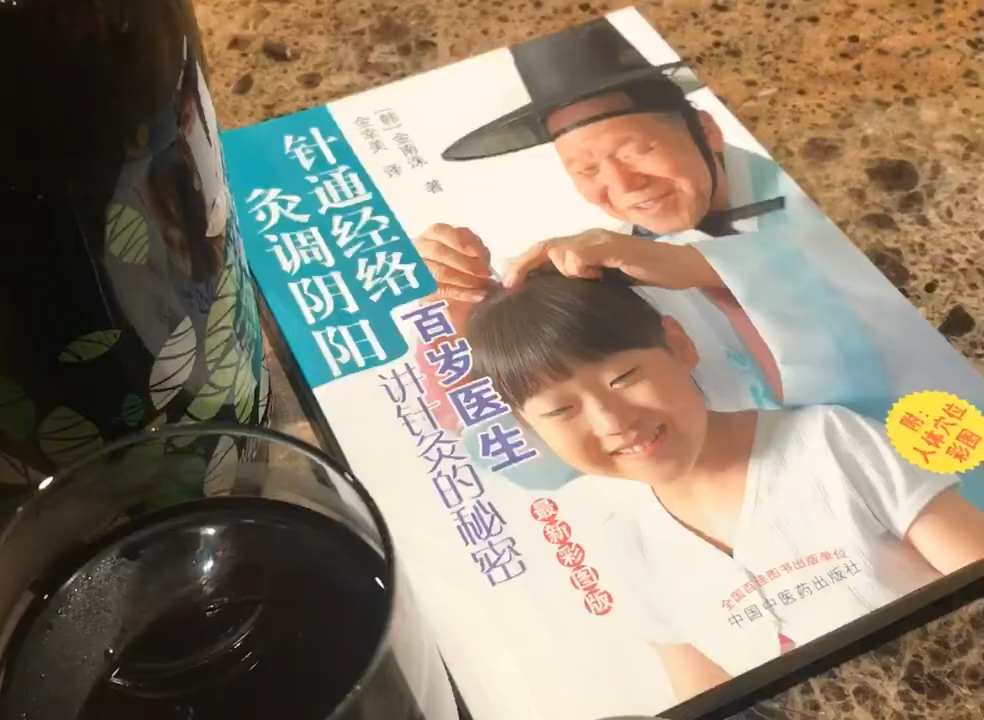 针通经络
灸调阴阳
百岁医生
讲针灸的秘密
[韩]金南洙 著
金幸美 译
最新彩图版
附:
人体穴位
彩图
全国百佳图书出版单位
中国中医药出版社